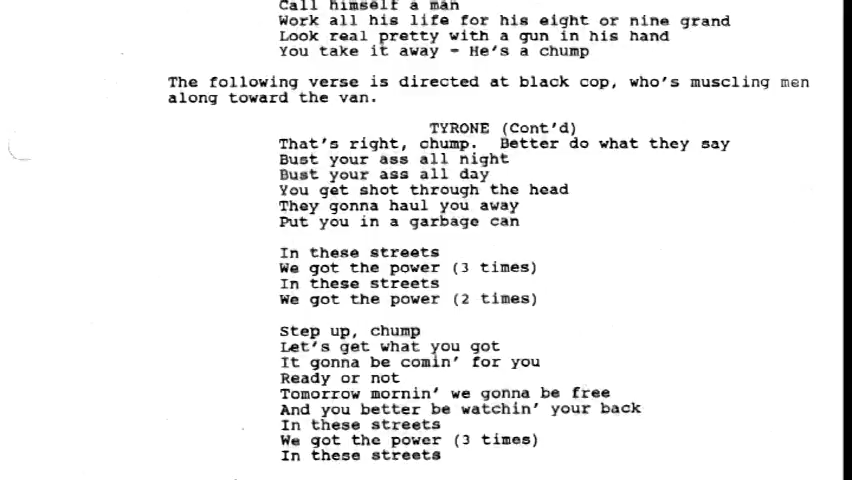 Call himself a man
Work all his life for his eight or nine grand
Look real pretty with a gun in his hand
You take it away - He's a chump
The following verse is directed at black cop, who's muscling men
along toward the van.
TYRONE (Cont'd)
That's right, chump. Better do what they say
Bust your ass all night
Bust your ass all day
You get shot through the head
They gonna haul you away
Put you in a garbage can
In these streets
We got the power (3 times)
In these streets
We got the power (2 times)
Step up, chump
Let's get what you got
It gonna be comin' for you
Ready or not
Tomorrow mornin' we gonna be free
And you better be watchin' your back
In these streets
We got the power (3 times)
In these streets